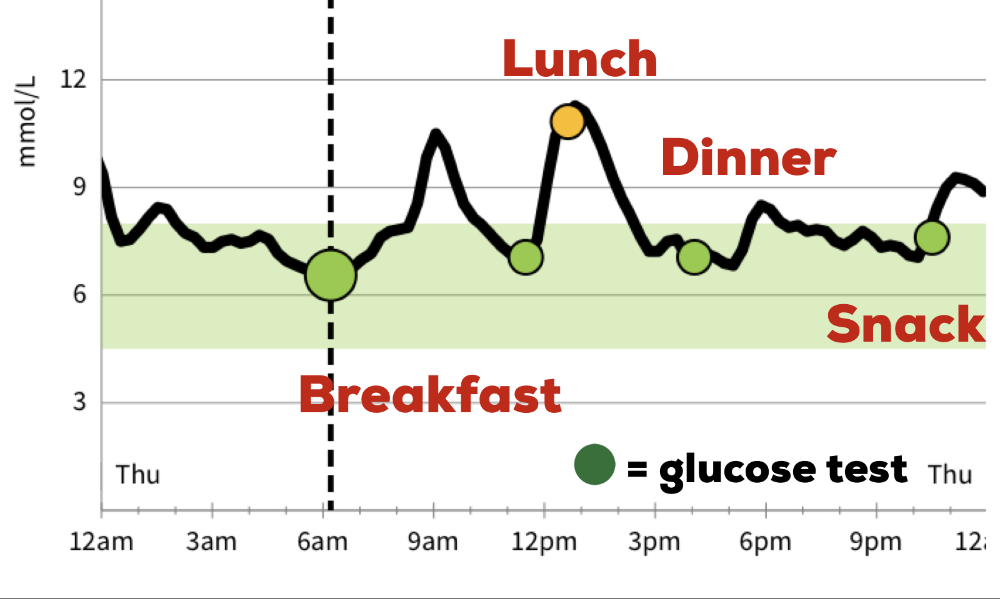 Lunch
12
mmol/L
Dinner
9
6
Snack
Breakfast
3
= glucose test
Thu
Thu
12am 3am 6am 9am 12pm 3pm 6pm 9pm 12a